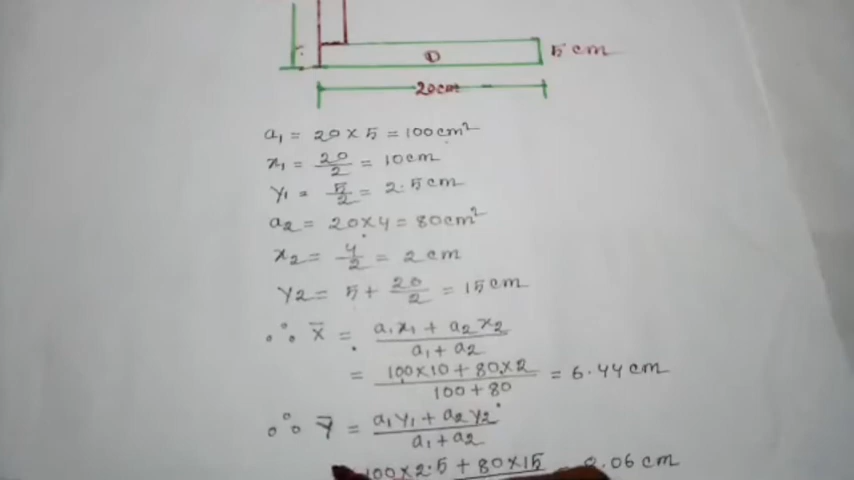 ①
5 cm
20cm
a₁ = 20 × 5 = 100cm²
x₁ = 20/2 = 10cm
y₁ = 5/2 = 2.5cm
a₂ = 20×4 = 80cm²
x₂ = 4/2 = 2cm
y₂ = 5+ 20/2 = 15cm
∴ x̄ = a₁x₁ + a₂x₂ / a₁ + a₂
= 100×10 + 80×2 / 100+80 = 6.44cm
∴ ȳ = a₁y₁ + a₂y₂ / a₁+a₂
100×2.5 + 80×15 .06 cm